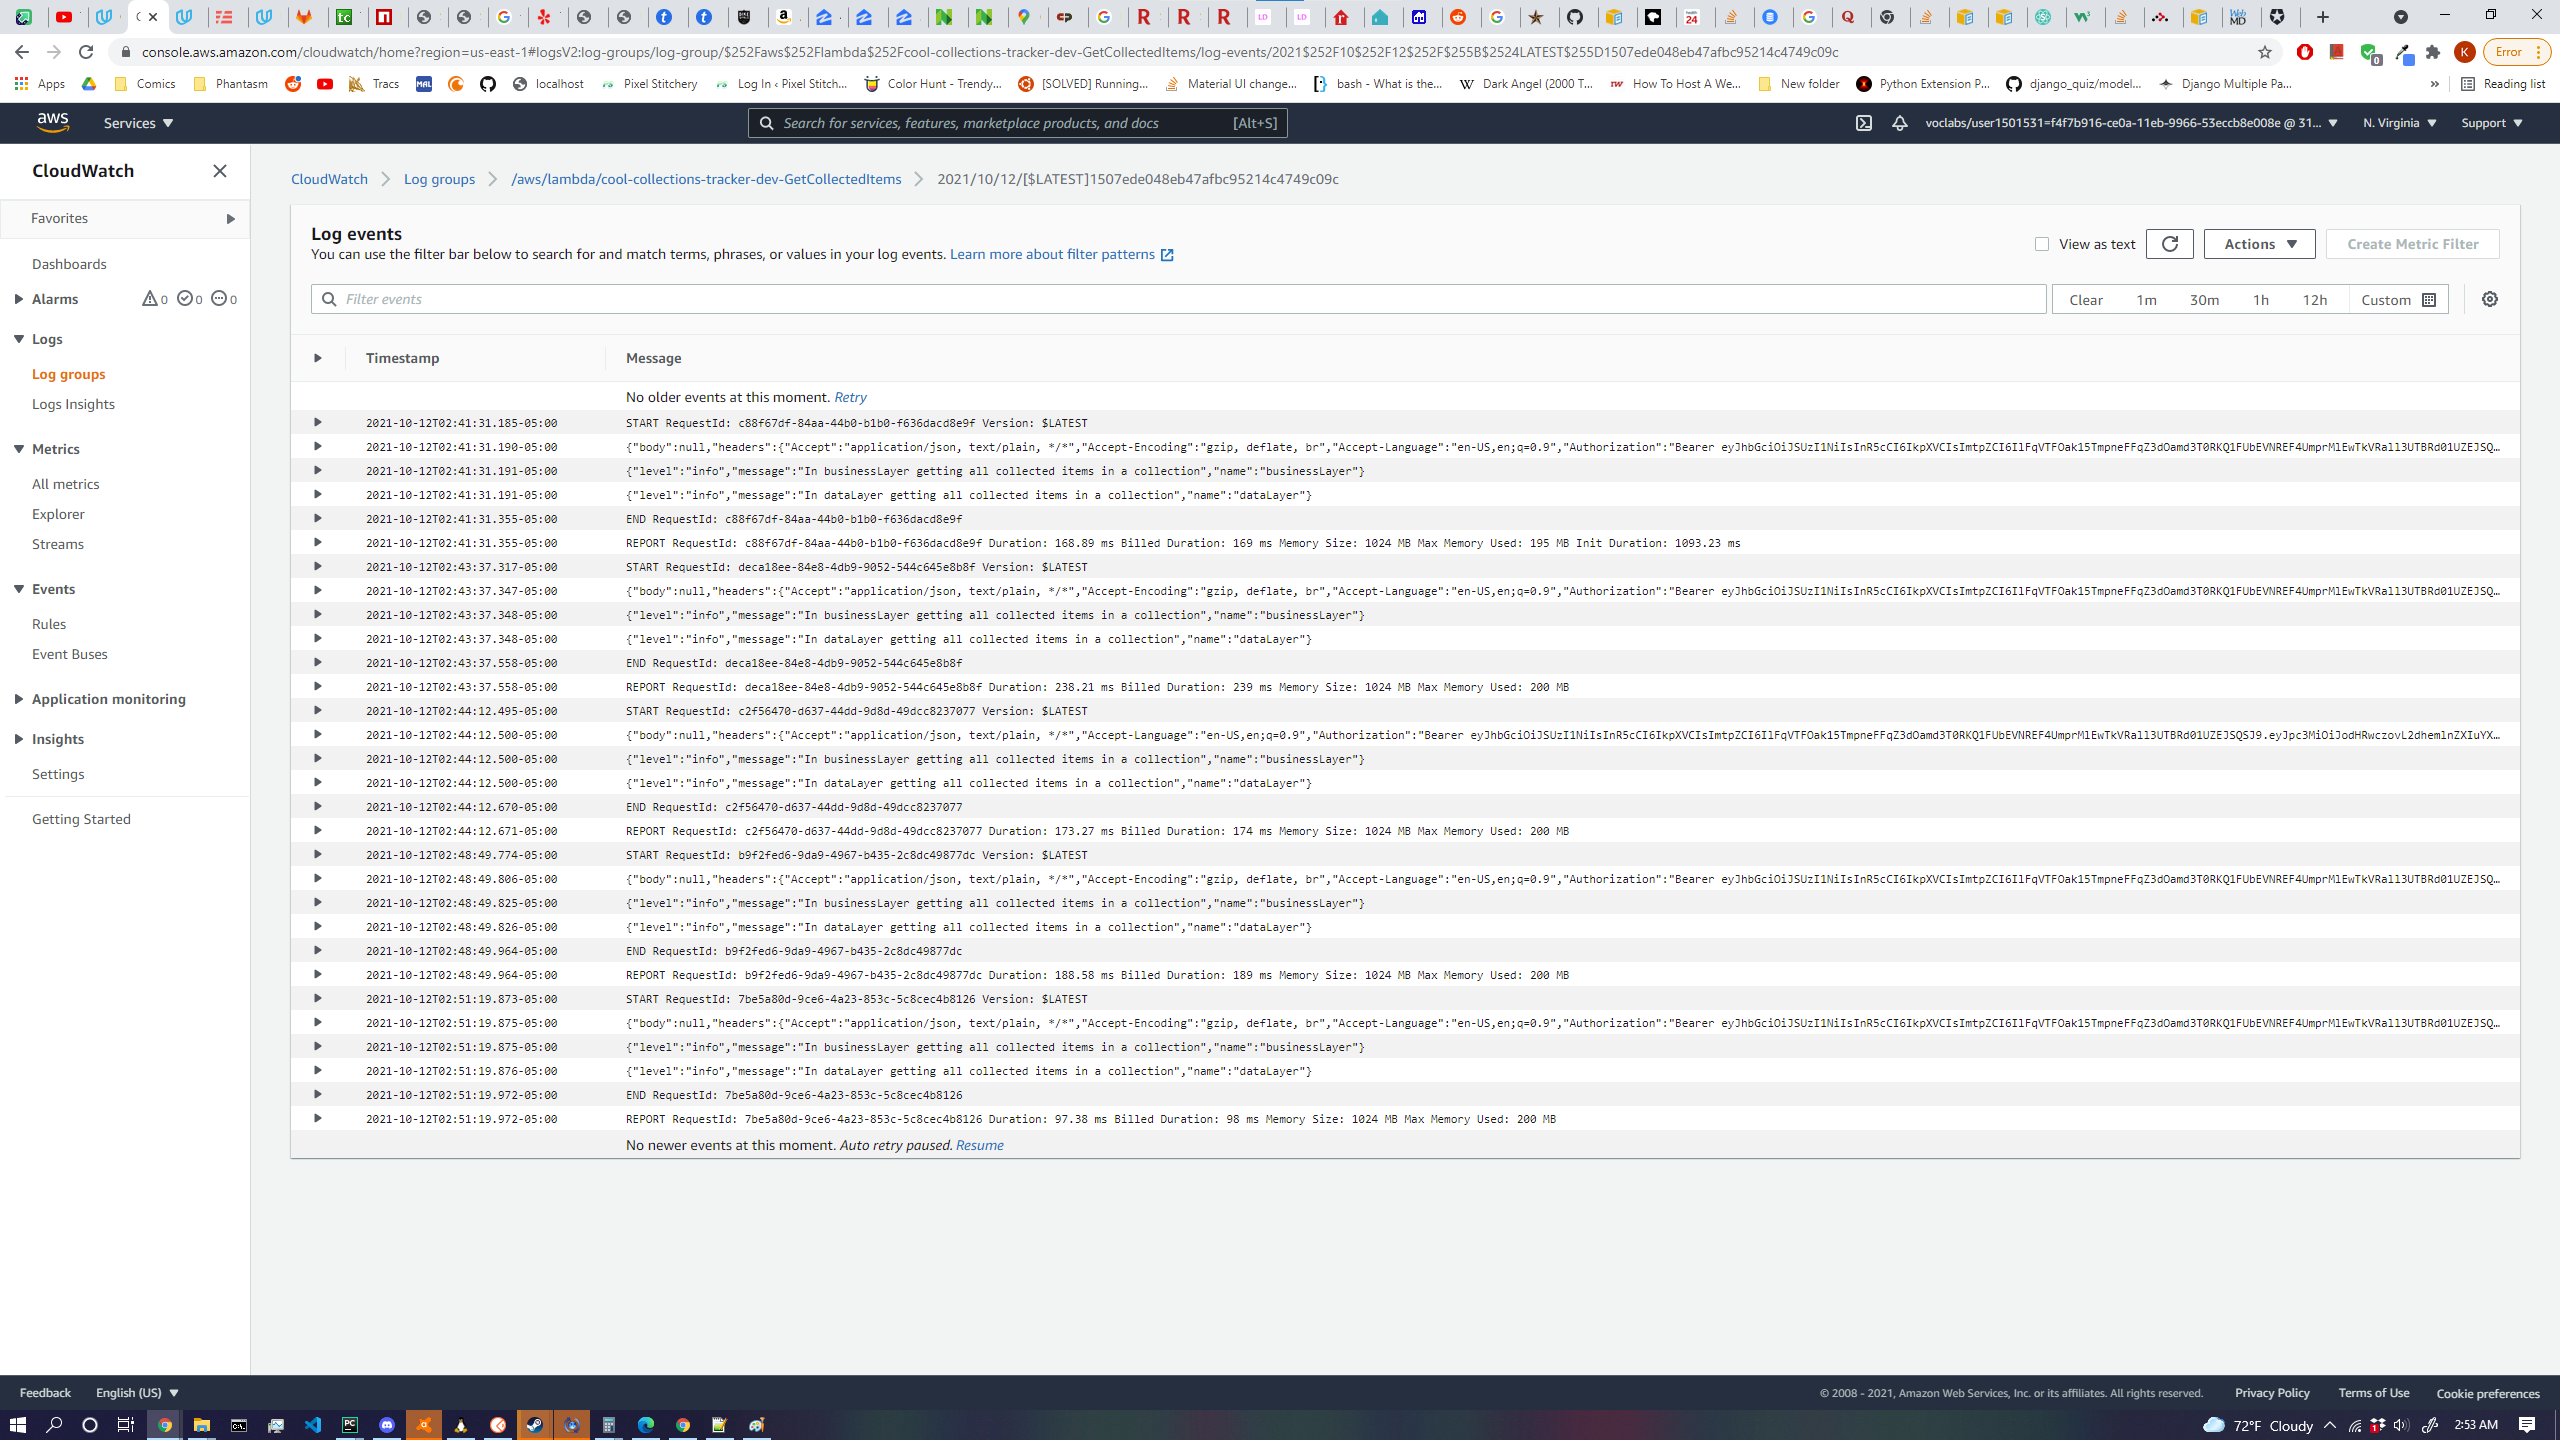 console.aws.amazon.com/cloudwatch/home?region=us-east-1#logsV2:log-groups/log-group/$252Faws$252Flambda$252Fcool-collections-tracker-dev-GetCollectedItems/log-events/2021$252F10$252F12$252F$255B$2524LATEST$255D1507ede048eb47afbc95214c4749c09c
Error
Apps Comics Phantasm Tracs localhost Pixel Stitchery Log In ‹ Pixel Stitch... Color Hunt - Trendy... [SOLVED] Running... Material UI change... bash - What is the... Dark Angel (2000 T... How To Host A We... New folder Python Extension P... django_quiz/model... Django Multiple Pa... » Reading list
aws Services Search for services, features, marketplace products, and docs [Alt+S] voclabs/user1501531=f4f7b916-ce0a-11eb-9966-53eccb8e008e @ 31... N. Virginia Support
CloudWatch
Favorites
Dashboards
Alarms 0 0 0
Logs
Log groups
Logs Insights
Metrics
All metrics
Explorer
Streams
Events
Rules
Event Buses
Application monitoring
Insights
Settings
Getting Started
CloudWatch Log groups /aws/lambda/cool-collections-tracker-dev-GetCollectedItems 2021/10/12/[$LATEST]1507ede048eb47afbc95214c4749c09c
Log events
You can use the filter bar below to search for and match terms, phrases, or values in your log events. Learn more about filter patterns
View as text Actions Create Metric Filter
Filter events Clear 1m 30m 1h 12h Custom
Timestamp Message
No older events at this moment. Retry
2021-10-12T02:41:31.185-05:00 START RequestId: c88f67df-84aa-44b0-b1b0-f636dacd8e9f Version: $LATEST
2021-10-12T02:41:31.190-05:00 {"body":null,"headers":{"Accept":"application/json, text/plain, */*","Accept-Encoding":"gzip, deflate, br","Accept-Language":"en-US,en;q=0.9","Authorization":"Bearer
2021-10-12T02:41:31.191-05:00 {"level":"info","message":"In businessLayer getting all collected items in a collection","name":"businessLayer"}
2021-10-12T02:41:31.191-05:00 {"level":"info","message":"In dataLayer getting all collected items in a collection","name":"dataLayer"}
2021-10-12T02:41:31.355-05:00 END RequestId: c88f67df-84aa-44b0-b1b0-f636dacd8e9f
2021-10-12T02:41:31.355-05:00 REPORT RequestId: c88f67df-84aa-44b0-b1b0-f636dacd8e9f Duration: 168.89 ms Billed Duration: 169 ms Memory Size: 1024 MB Max Memory Used: 195 MB Init Duration: 1093.23 ms
2021-10-12T02:43:37.317-05:00 START RequestId: deca18ee-84e8-4db9-9052-544c645e8b8f Version: $LATEST
2021-10-12T02:43:37.347-05:00 {"body":null,"headers":{"Accept":"application/json, text/plain, */*","Accept-Encoding":"gzip, deflate, br","Accept-Language":"en-US,en;q=0.9","Authorization":"Bearer
2021-10-12T02:43:37.348-05:00 {"level":"info","message":"In businessLayer getting all collected items in a collection","name":"businessLayer"}
2021-10-12T02:43:37.348-05:00 {"level":"info","message":"In dataLayer getting all collected items in a collection","name":"dataLayer"}
2021-10-12T02:43:37.558-05:00 END RequestId: deca18ee-84e8-4db9-9052-544c645e8b8f
2021-10-12T02:43:37.558-05:00 REPORT RequestId: deca18ee-84e8-4db9-9052-544c645e8b8f Duration: 238.21 ms Billed Duration: 239 ms Memory Size: 1024 MB Max Memory Used: 200 MB
2021-10-12T02:44:12.495-05:00 START RequestId: c2f56470-d637-44dd-9d8d-49dcc8237077 Version: $LATEST
2021-10-12T02:44:12.500-05:00 {"body":null,"headers":{"Accept":"application/json, text/plain, */*","Accept-Language":"en-US,en;q=0.9","Authorization":"Bearer
2021-10-12T02:44:12.500-05:00 {"level":"info","message":"In businessLayer getting all collected items in a collection","name":"businessLayer"}
2021-10-12T02:44:12.500-05:00 {"level":"info","message":"In dataLayer getting all collected items in a collection","name":"dataLayer"}
2021-10-12T02:44:12.670-05:00 END RequestId: c2f56470-d637-44dd-9d8d-49dcc8237077
2021-10-12T02:44:12.671-05:00 REPORT RequestId: c2f56470-d637-44dd-9d8d-49dcc8237077 Duration: 173.27 ms Billed Duration: 174 ms Memory Size: 1024 MB Max Memory Used: 200 MB
2021-10-12T02:48:49.774-05:00 START RequestId: b9f2fed6-9da9-4967-b435-2c8dc49877dc Version: $LATEST
2021-10-12T02:48:49.806-05:00 {"body":null,"headers":{"Accept":"application/json, text/plain, */*","Accept-Encoding":"gzip, deflate, br","Accept-Language":"en-US,en;q=0.9","Authorization":"Bearer
2021-10-12T02:48:49.825-05:00 {"level":"info","message":"In businessLayer getting all collected items in a collection","name":"businessLayer"}
2021-10-12T02:48:49.826-05:00 {"level":"info","message":"In dataLayer getting all collected items in a collection","name":"dataLayer"}
2021-10-12T02:48:49.964-05:00 END RequestId: b9f2fed6-9da9-4967-b435-2c8dc49877dc
2021-10-12T02:48:49.964-05:00 REPORT RequestId: b9f2fed6-9da9-4967-b435-2c8dc49877dc Duration: 188.58 ms Billed Duration: 189 ms Memory Size: 1024 MB Max Memory Used: 200 MB
2021-10-12T02:51:19.873-05:00 START RequestId: 7be5a80d-9ce6-4a23-853c-5c8cec4b8126 Version: $LATEST
2021-10-12T02:51:19.875-05:00 {"body":null,"headers":{"Accept":"application/json, text/plain, */*","Accept-Encoding":"gzip, deflate, br","Accept-Language":"en-US,en;q=0.9","Authorization":"Bearer
2021-10-12T02:51:19.875-05:00 {"level":"info","message":"In businessLayer getting all collected items in a collection","name":"businessLayer"}
2021-10-12T02:51:19.876-05:00 {"level":"info","message":"In dataLayer getting all collected items in a collection","name":"dataLayer"}
2021-10-12T02:51:19.972-05:00 END RequestId: 7be5a80d-9ce6-4a23-853c-5c8cec4b8126
2021-10-12T02:51:19.972-05:00 REPORT RequestId: 7be5a80d-9ce6-4a23-853c-5c8cec4b8126 Duration: 97.38 ms Billed Duration: 98 ms Memory Size: 1024 MB Max Memory Used: 200 MB
No newer events at this moment. Auto retry paused. Resume
Feedback English (US) © 2008 - 2021, Amazon Web Services, Inc. or its affiliates. All rights reserved. Privacy Policy Terms of Use Cookie preferences
72°F Cloudy 2:53 AM